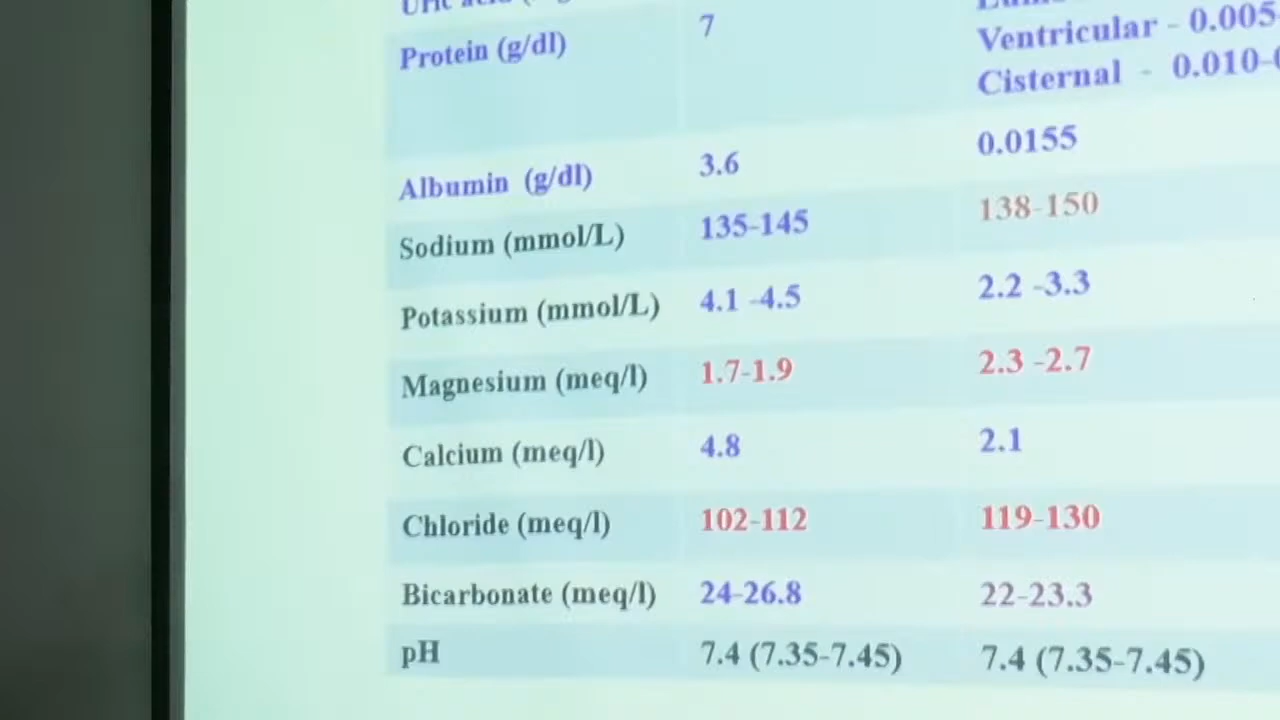 Uric acid
Protein (g/dl) 7
Ventricular - 0.005
Cisternal - 0.010-
Albumin (g/dl) 3.6 0.0155
Sodium (mmol/L) 135-145 138-150
Potassium (mmol/L) 4.1 -4.5 2.2 -3.3
Magnesium (meq/l) 1.7-1.9 2.3 -2.7
Calcium (meq/l) 4.8 2.1
Chloride (meq/l) 102-112 119-130
Bicarbonate (meq/l) 24-26.8 22-23.3
pH 7.4 (7.35-7.45) 7.4 (7.35-7.45)